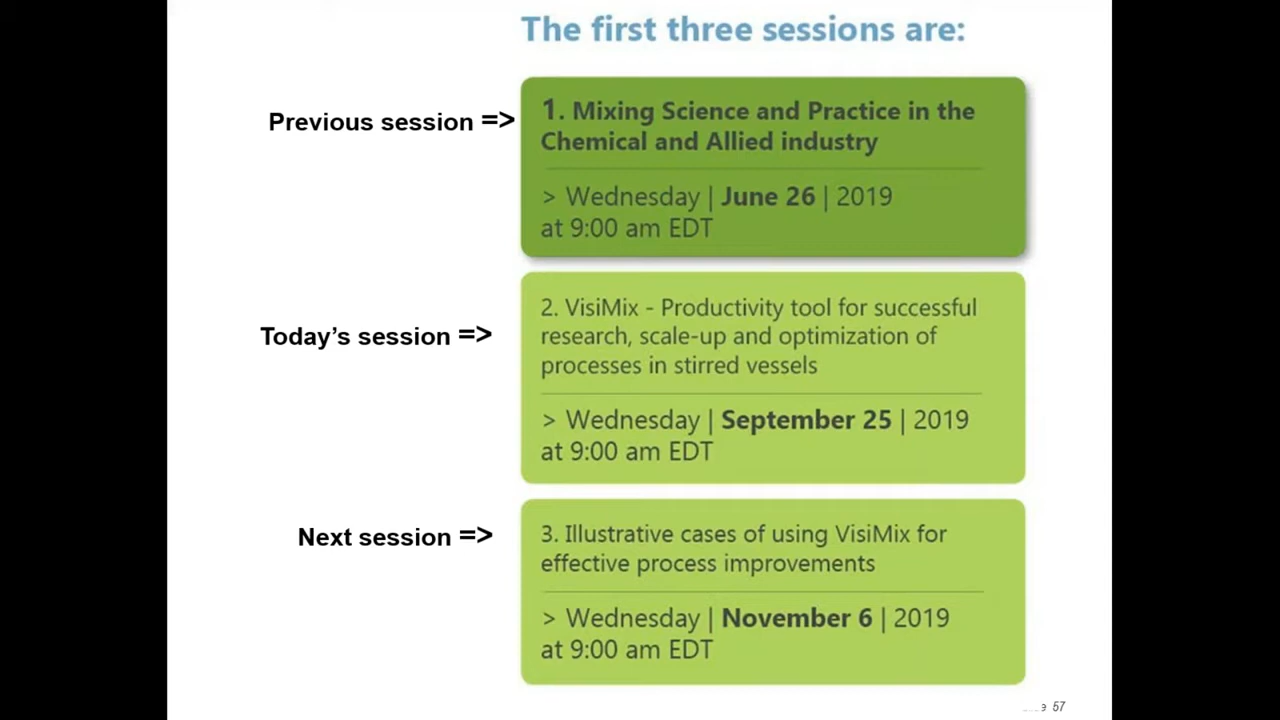 The first three sessions are:
Previous session =>
1. Mixing Science and Practice in the
Chemical and Allied industry
> Wednesday | June 26 | 2019
at 9:00 am EDT
Today’s session =>
2. VisiMix - Productivity tool for successful
research, scale-up and optimization of
processes in stirred vessels
> Wednesday | September 25 | 2019
at 9:00 am EDT
Next session =>
3. Illustrative cases of using VisiMix for
effective process improvements
> Wednesday | November 6 | 2019
at 9:00 am EDT
57